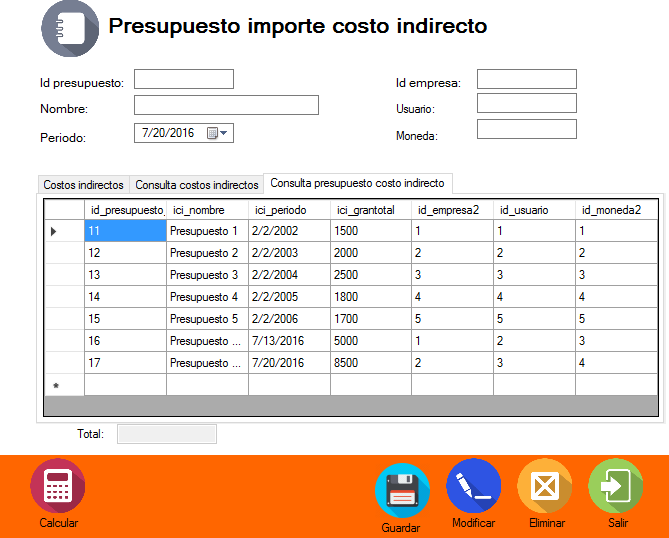 Presupuesto importe costo indirecto
Id presupuesto:
Id empresa:
Nombre:
Usuario:
Periodo: 7/20/2016
Moneda:
Costos indirectos Consulta costos indirectos Consulta presupuesto costo indirecto
id_presupuesto_ ici_nombre ici_periodo ici_grantotal id_empresa2 id_usuario id_moneda2
11 Presupuesto 1 2/2/2002 1500 1 1 1
12 Presupuesto 2 2/2/2003 2000 2 2 2
13 Presupuesto 3 2/2/2004 2500 3 3 3
14 Presupuesto 4 2/2/2005 1800 4 4 4
15 Presupuesto 5 2/2/2006 1700 5 5 5
16 Presupuesto ... 7/13/2016 5000 1 2 3
17 Presupuesto ... 7/20/2016 8500 2 3 4
Total:
Calcular Guardar Modificar Eliminar Salir